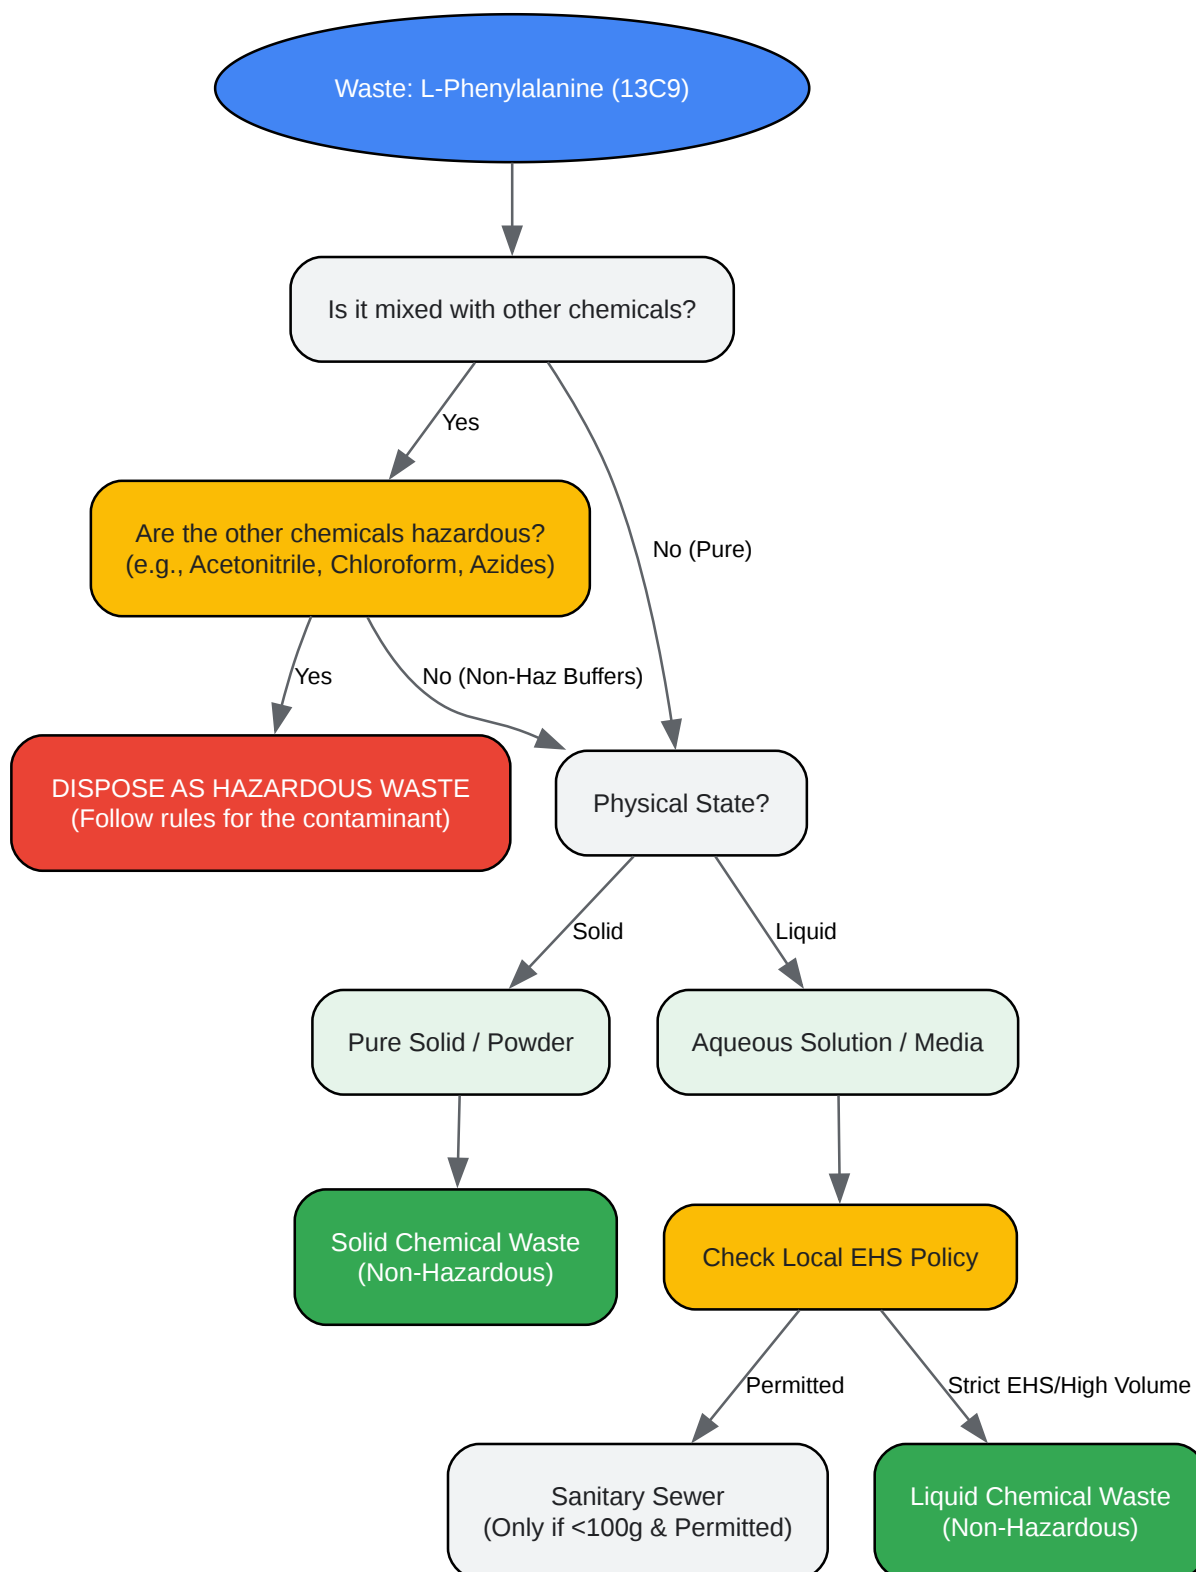 Waste: L-Phenylalanine (13C9)
Is it mixed with other chemicals?
Yes
No (Pure)
Are the other chemicals hazardous?
(e.g., Acetonitrile, Chloroform, Azides)
Yes
No (Non-Haz Buffers)
DISPOSE AS HAZARDOUS WASTE
(Follow rules for the contaminant)
Physical State?
Solid
Liquid
Pure Solid / Powder
Aqueous Solution / Media
Solid Chemical Waste
(Non-Hazardous)
Check Local EHS Policy
Permitted
Strict EHS/High Volume
Sanitary Sewer
(Only if <100g & Permitted)
Liquid Chemical Waste
(Non-Hazardous)